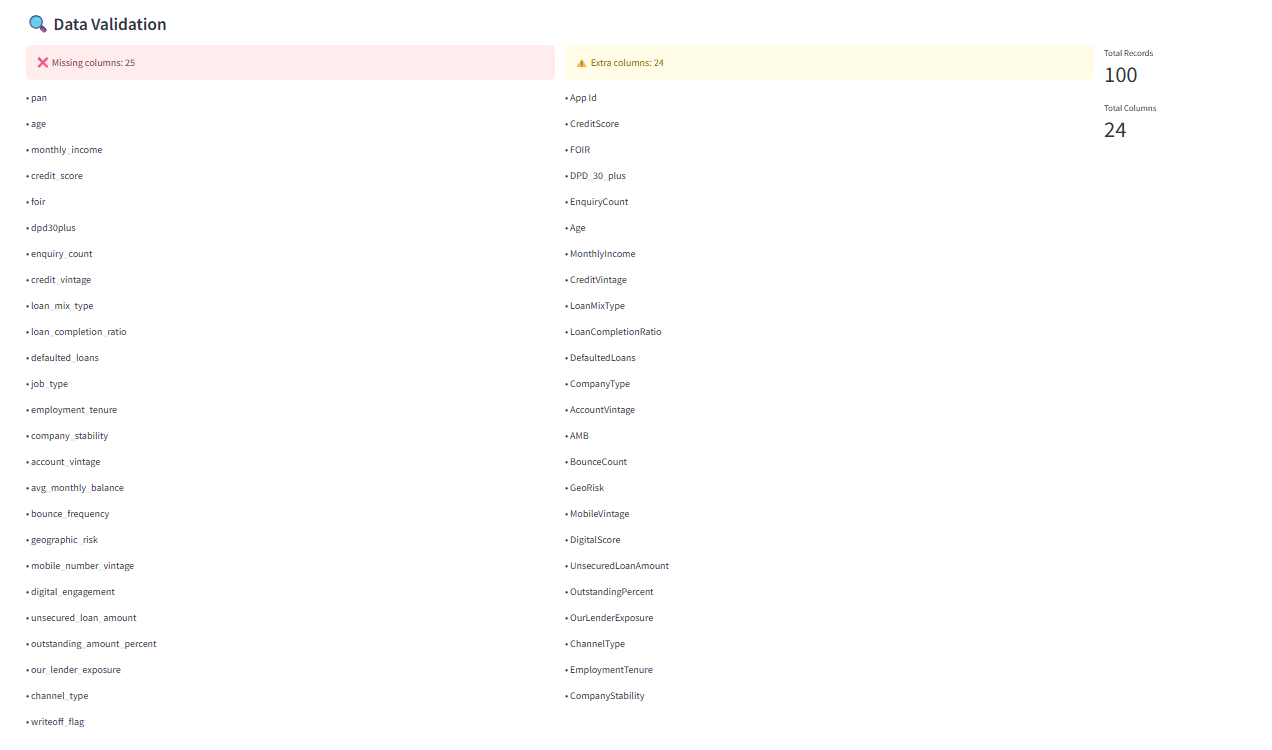 Data Validation
Missing columns: 25
• pan
• age
• monthly_income
• credit_score
• foir
• dpd30plus
• enquiry_count
• credit_vintage
• loan_mix_type
• loan_completion_ratio
• defaulted_loans
• job_type
• employment_tenure
• company_stability
• account_vintage
• avg_monthly_balance
• bounce_frequency
• geographic_risk
• mobile_number_vintage
• digital_engagement
• unsecured_loan_amount
• outstanding_amount_percent
• our_lender_exposure
• channel_type
• writeoff_flag
Extra columns: 24
• App Id
• CreditScore
• FOIR
• DPD_30_plus
• EnquiryCount
• Age
• MonthlyIncome
• CreditVintage
• LoanMixType
• LoanCompletionRatio
• DefaultedLoans
• CompanyType
• AccountVintage
• AMB
• BounceCount
• GeoRisk
• MobileVintage
• DigitalScore
• UnsecuredLoanAmount
• OutstandingPercent
• OurLenderExposure
• ChannelType
• EmploymentTenure
• CompanyStability
Total Records
100
Total Columns
24